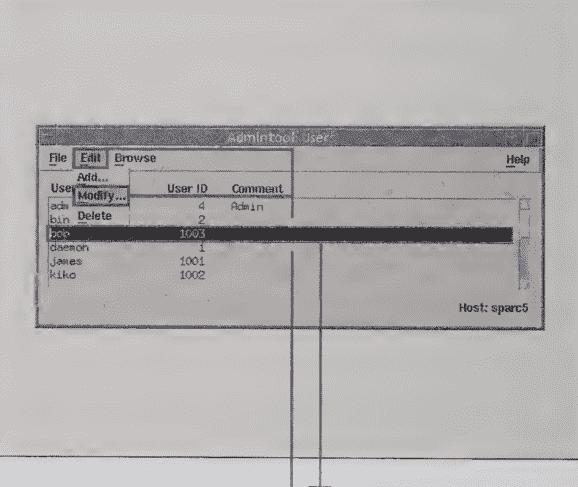 Admintool: User
File Edit Browse Help
Add...
User ID Comment
Modify...
adm 4 Admin
Delete
bin 2
bob 1003
daemon 1
james 1001
kiko 1002
Host: sparc5